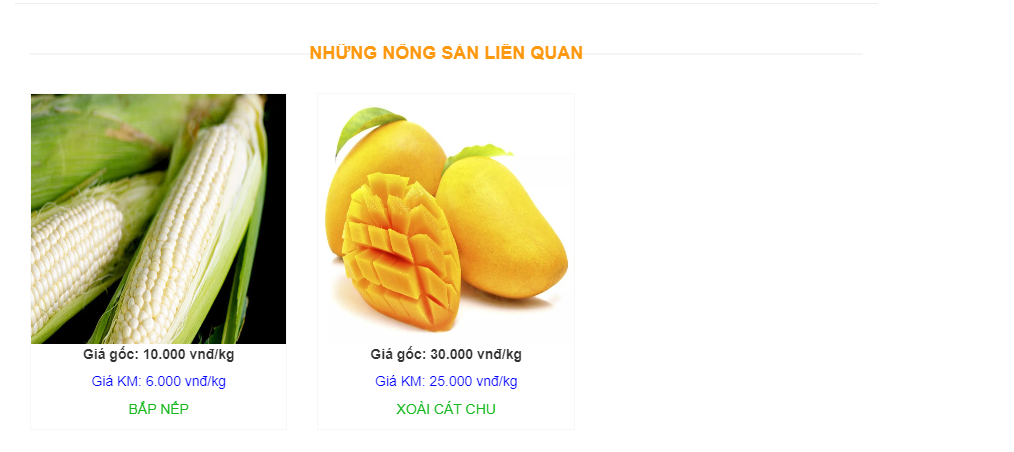 NHỮNG NÔNG SẢN LIÊN QUAN
Giá gốc: 10.000 vnđ/kg
Giá KM: 6.000 vnđ/kg
BẮP NẾP
Giá gốc: 30.000 vnđ/kg
Giá KM: 25.000 vnđ/kg
XOÀI CÁT CHU